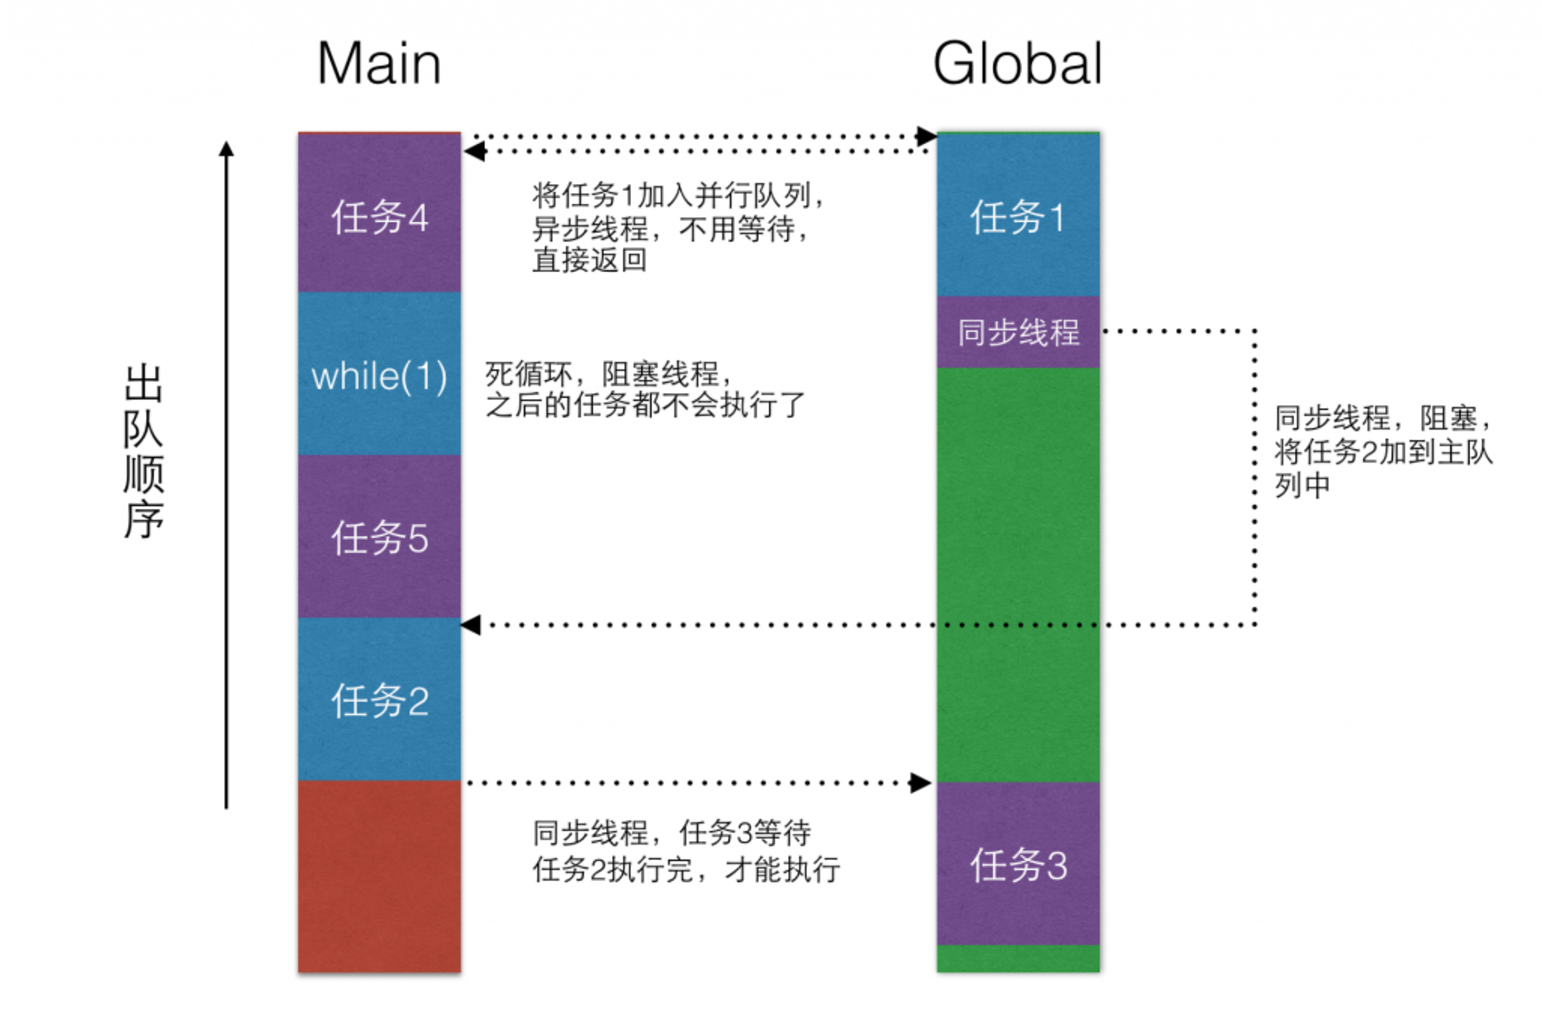 Main
Global
任务4
将任务1加入并行队列，
异步线程，不用等待，
直接返回
任务1
同步线程
while(1)
死循环，阻塞线程，
之后的任务都不会执行了
出
队
顺
序
同步线程，阻塞，
将任务2加到主队
列中
任务5
任务2
同步线程，任务3等待
任务2执行完，才能执行
任务3